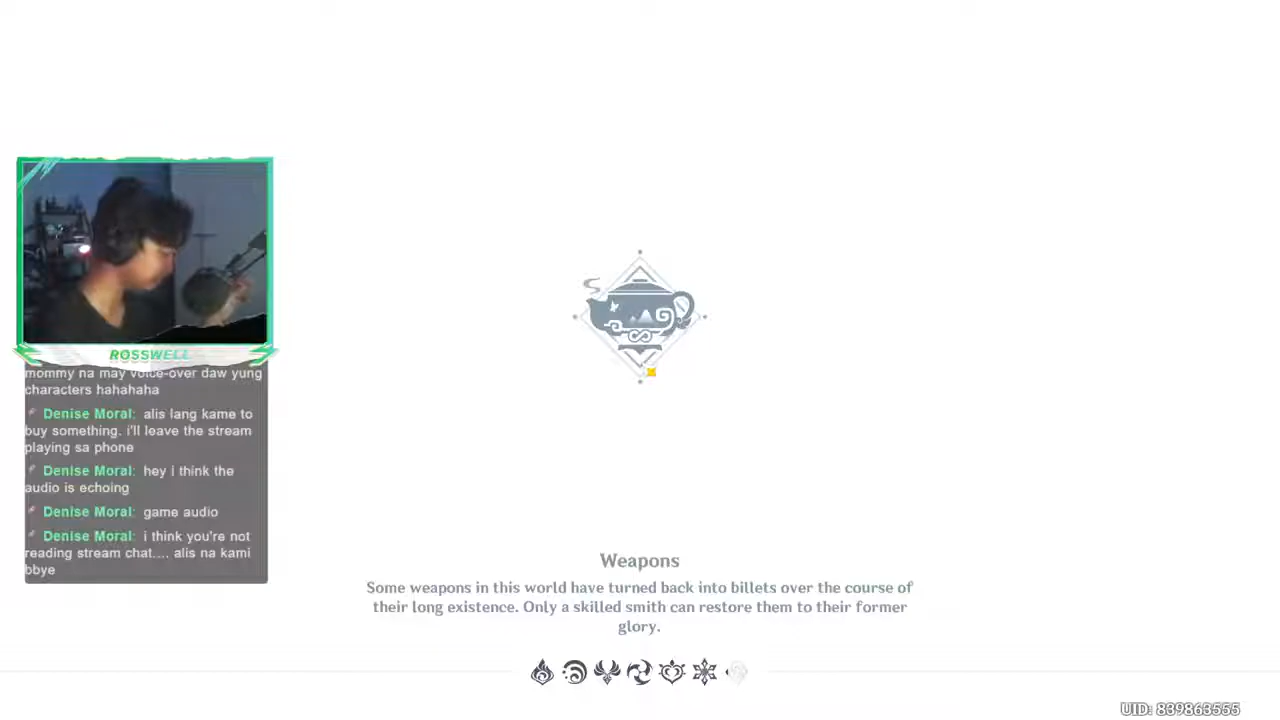 ROSSWELL
mommy na may voice-over daw yung
characters hahahaha
Denise Moral: alis lang kame to
buy something. i'll leave the stream
playing sa phone
Denise Moral: hey i think the
audio is echoing
Denise Moral: game audio
Denise Moral: i think you're not
reading stream chat.... alis na kami
bbye
Weapons
Some weapons in this world have turned back into billets over the course of
their long existence. Only a skilled smith can restore them to their former
glory.
UID: 839863555